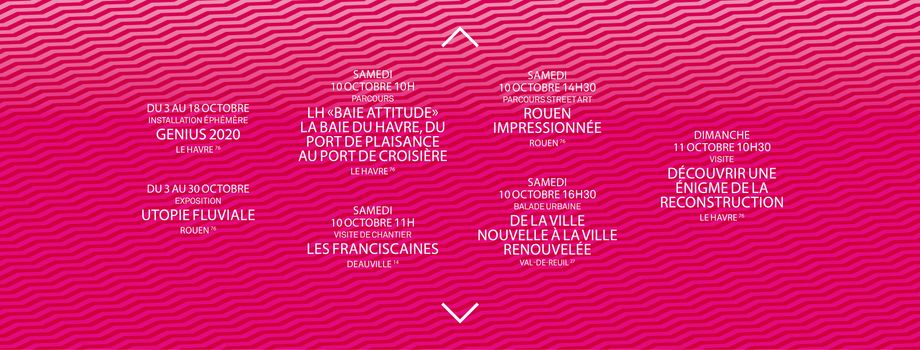 DU 3 AU 18 OCTOBRE
INSTALLATION ÉPHÉMÈRE
GENIUS 2020
LE HAVRE 76
DU 3 AU 30 OCTOBRE
EXPOSITION
UTOPIE FLUVIALE
ROUEN 76
SAMEDI
10 OCTOBRE 10H
PARCOURS
LH «BAIE ATTITUDE»
LA BAIE DU HAVRE, DU
PORT DE PLAISANCE
AU PORT DE CROISIÈRE
LE HAVRE 76
SAMEDI
10 OCTOBRE 11H
VISITE DE CHANTIER
LES FRANCISCAINES
DEAUVILLE 14
SAMEDI
10 OCTOBRE 14H30
PARCOURS STREET ART
ROUEN
IMPRESSIONNÉE
ROUEN 76
SAMEDI
10 OCTOBRE 16H30
BALADE URBAINE
DE LA VILLE
NOUVELLE À LA VILLE
RENOUVELÉE
VAL-DE-REUIL 27
DIMANCHE
11 OCTOBRE 10H30
VISITE
DÉCOUVRIR UNE
ÉNIGME DE LA
RECONSTRUCTION
LE HAVRE 76